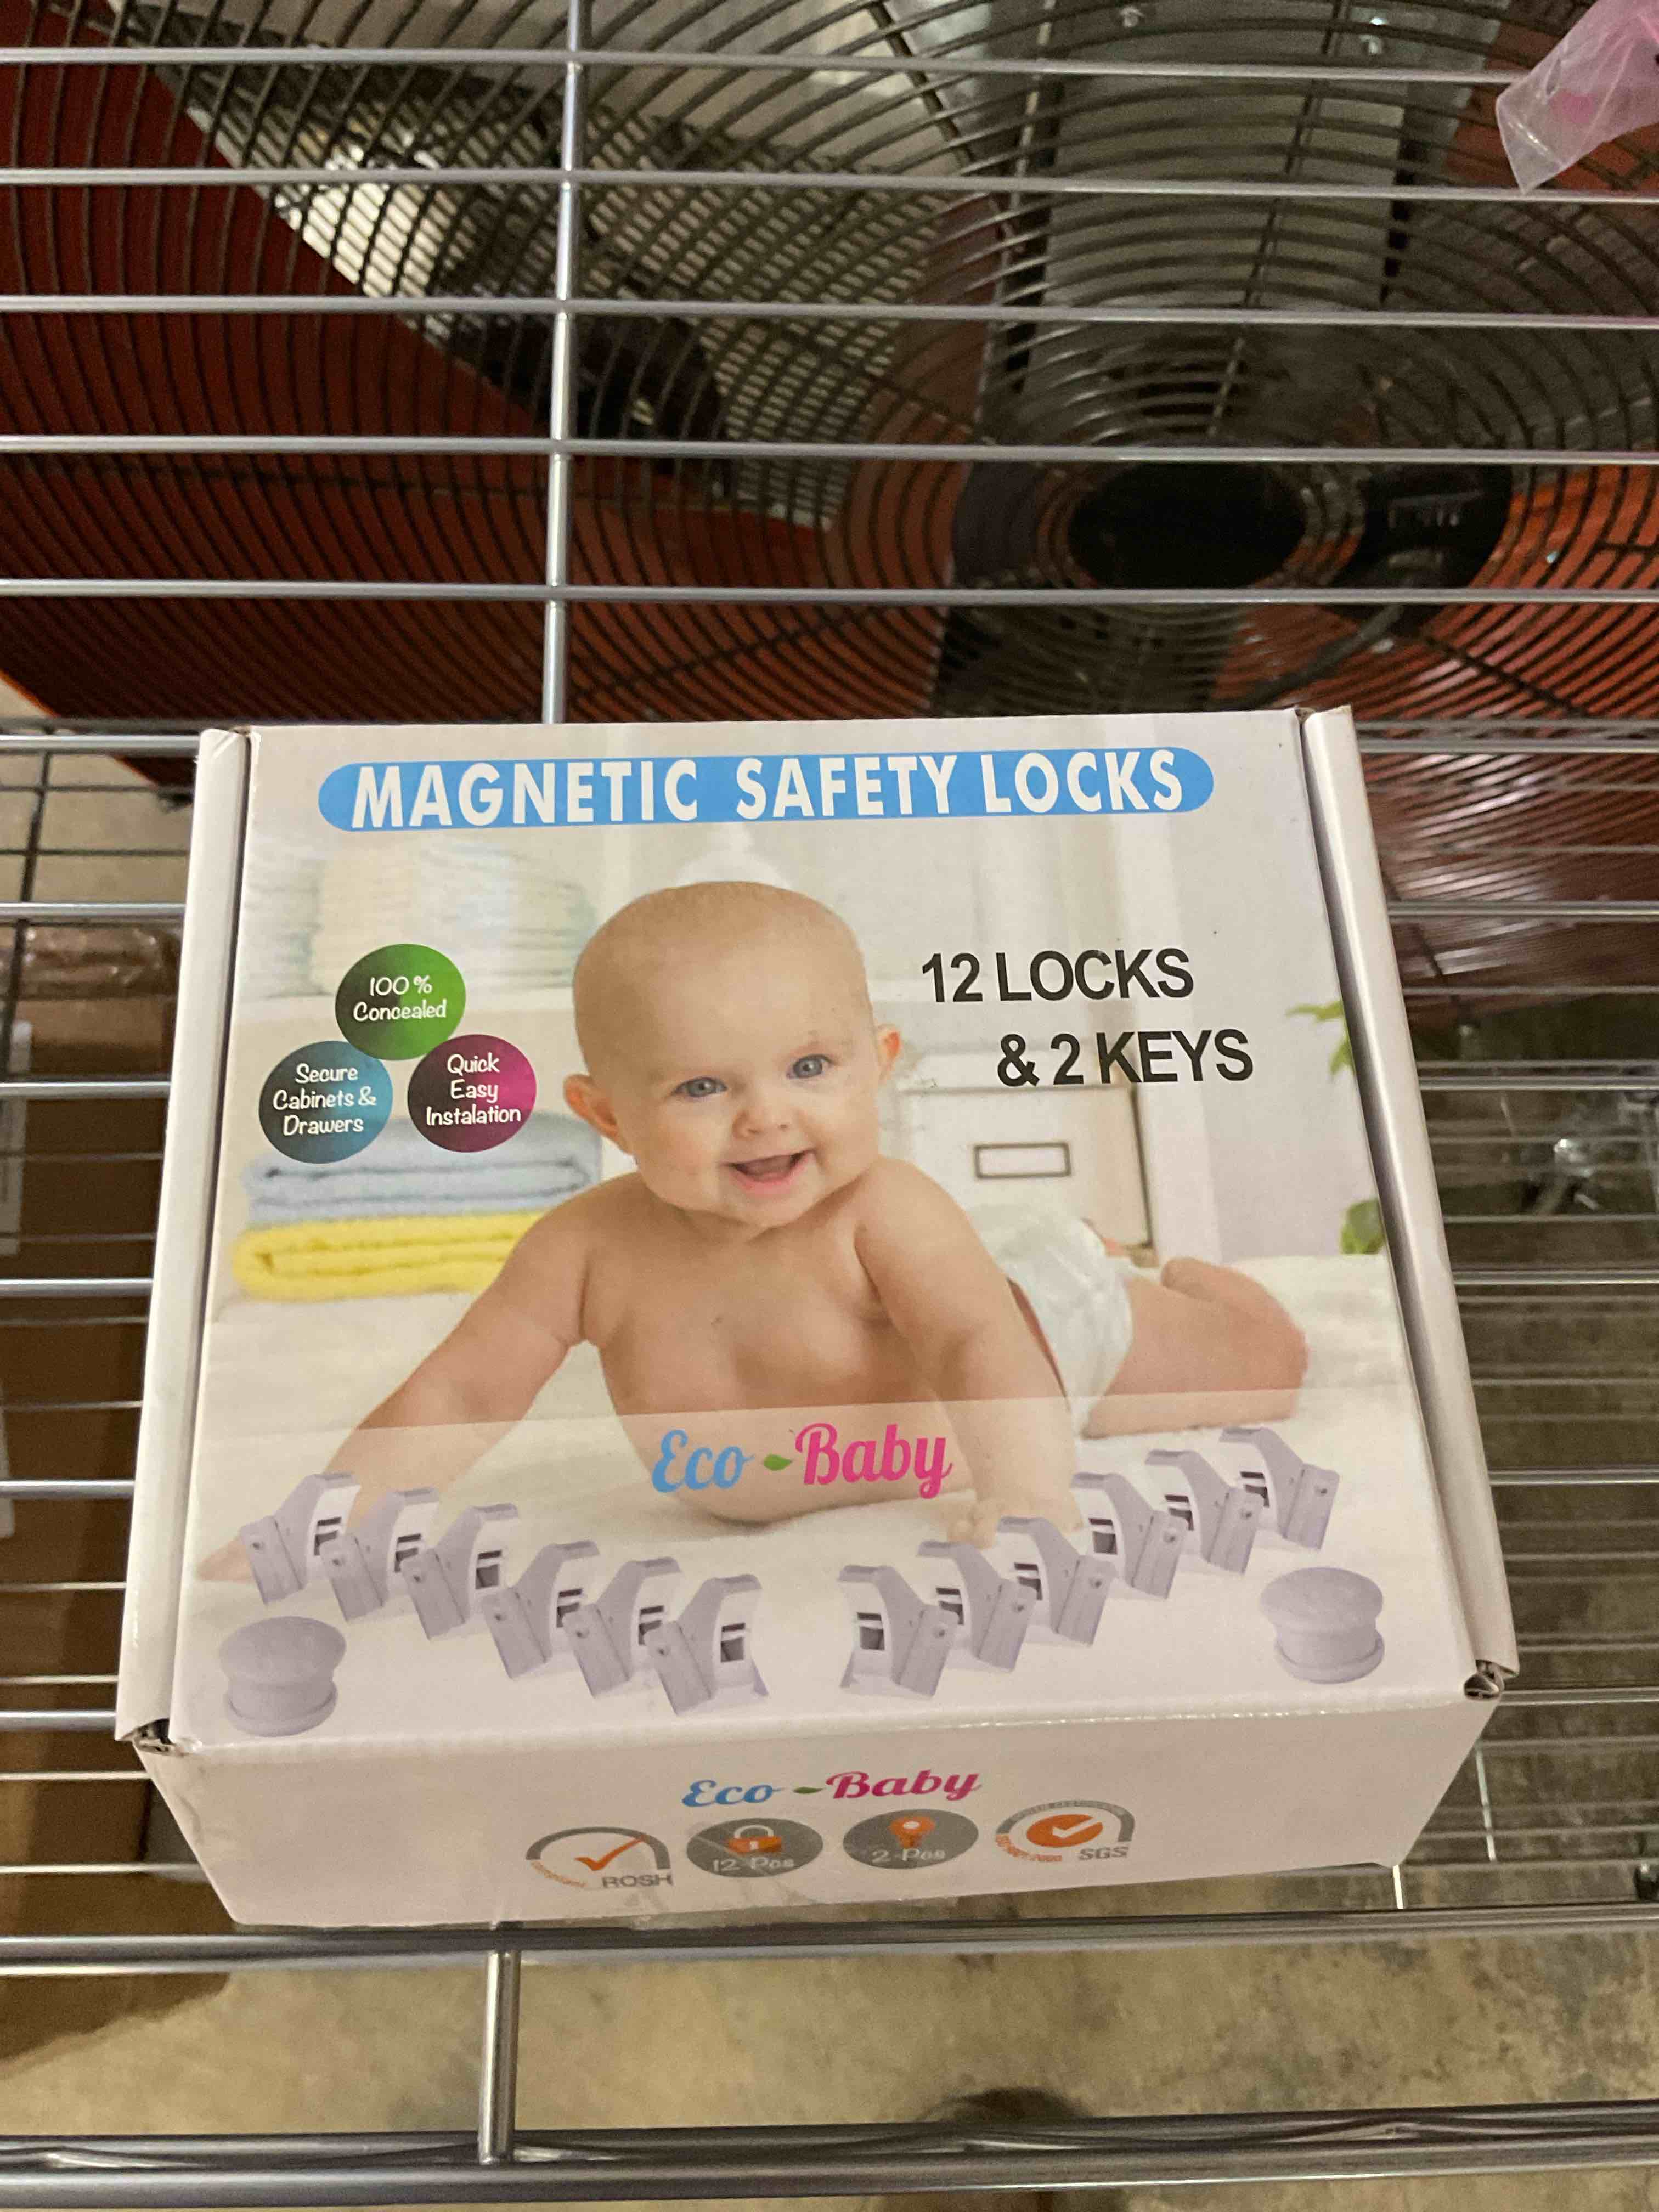 MAGNETIC SAFETY LOCKS
100%
Concealed
Secure
Cabinets &
Drawers
Quick
Easy
Instalation
12 LOCKS
& 2 KEYS
Eco-Baby
Eco-Baby
ROSH
12 Pcs
2 Pcs
SGS